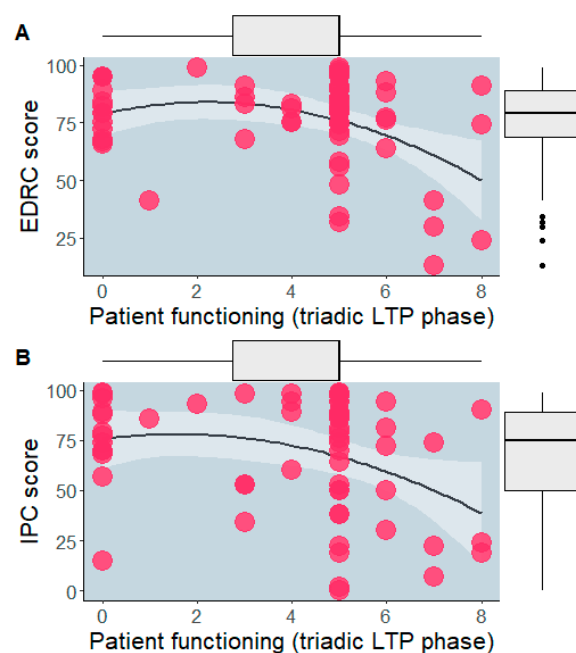 A
EDRC score
100
75
50
25
0 2 4 6 8
Patient functioning (triadic LTP phase)
B
IPC score
100
75
50
25
0
0 2 4 6 8
Patient functioning (triadic LTP phase)